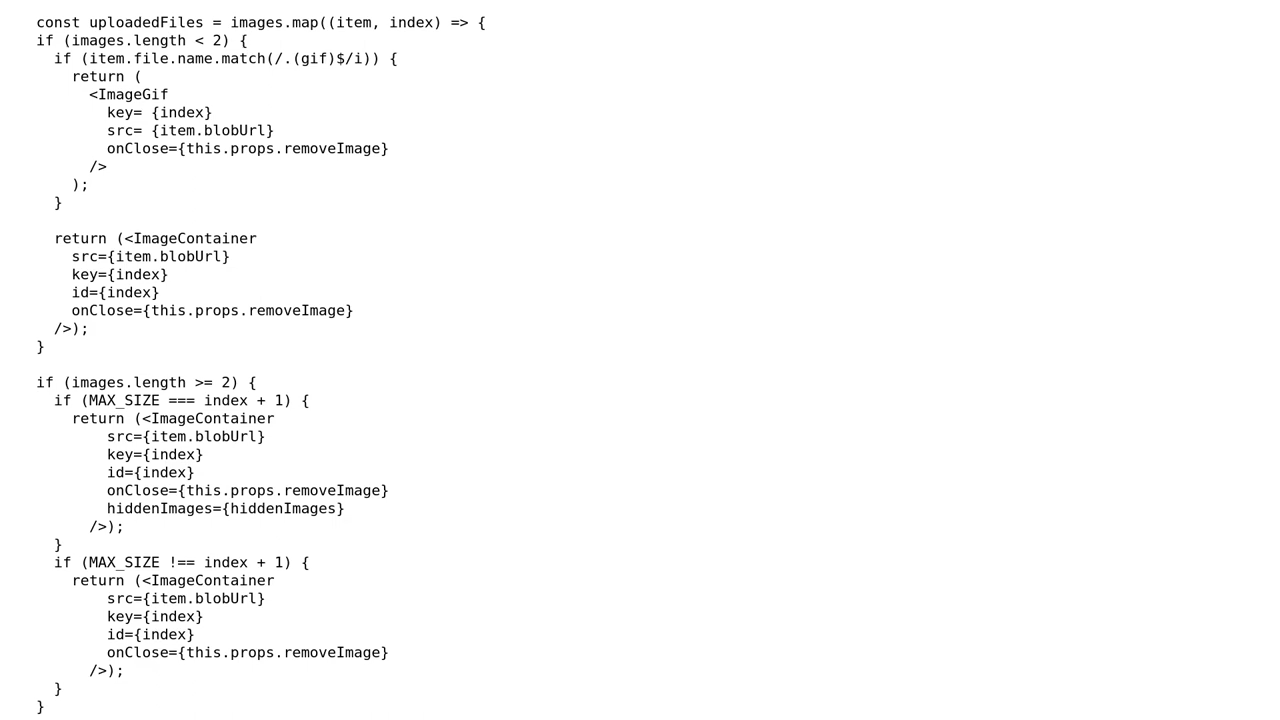 const uploadedFiles = images.map((item, index) => {
if (images.length < 2) {
  if (item.file.name.match(/.(gif)$/i)) {
    return (
      <ImageGif
        key= {index}
        src= {item.blobUrl}
        onClose={this.props.removeImage}
      />
    );
  }

  return (<ImageContainer
    src={item.blobUrl}
    key={index}
    id={index}
    onClose={this.props.removeImage}
  />);
}

if (images.length >= 2) {
  if (MAX_SIZE === index + 1) {
    return (<ImageContainer
        src={item.blobUrl}
        key={index}
        id={index}
        onClose={this.props.removeImage}
        hiddenImages={hiddenImages}
      />);
  }
  if (MAX_SIZE !== index + 1) {
    return (<ImageContainer
        src={item.blobUrl}
        key={index}
        id={index}
        onClose={this.props.removeImage}
      />);
  }
}